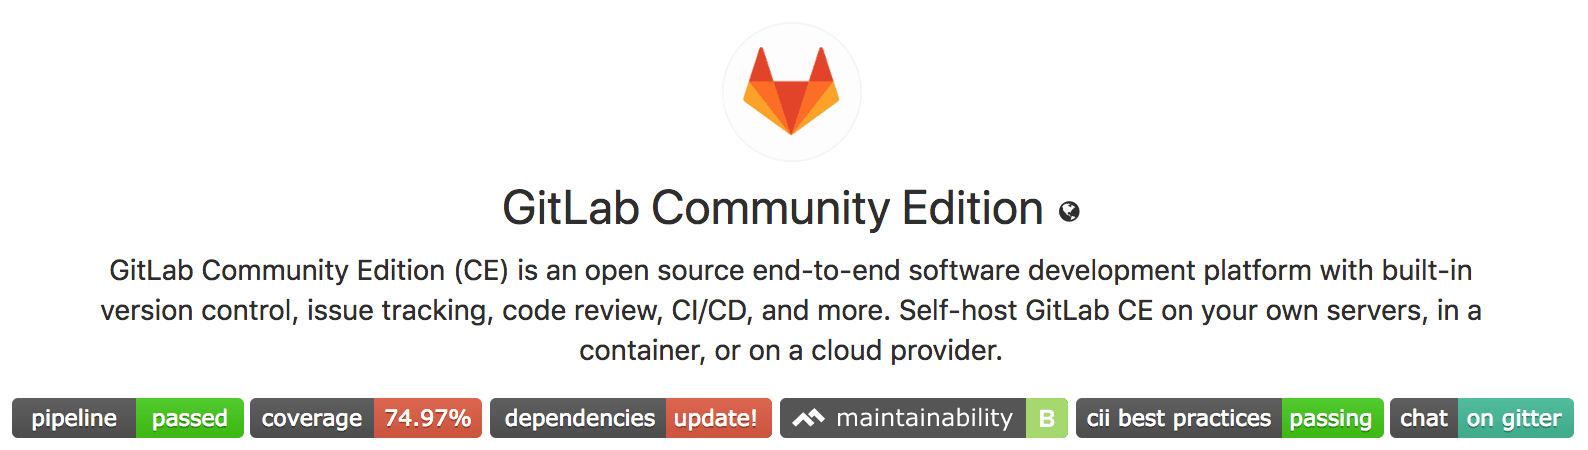 GitLab Community Edition
GitLab Community Edition (CE) is an open source end-to-end software development platform with built-in
version control, issue tracking, code review, CI/CD, and more. Self-host GitLab CE on your own servers, in a
container, or on a cloud provider.
pipeline passed coverage 74.97% dependencies update! maintainability B cii best practices passing chat on gitter